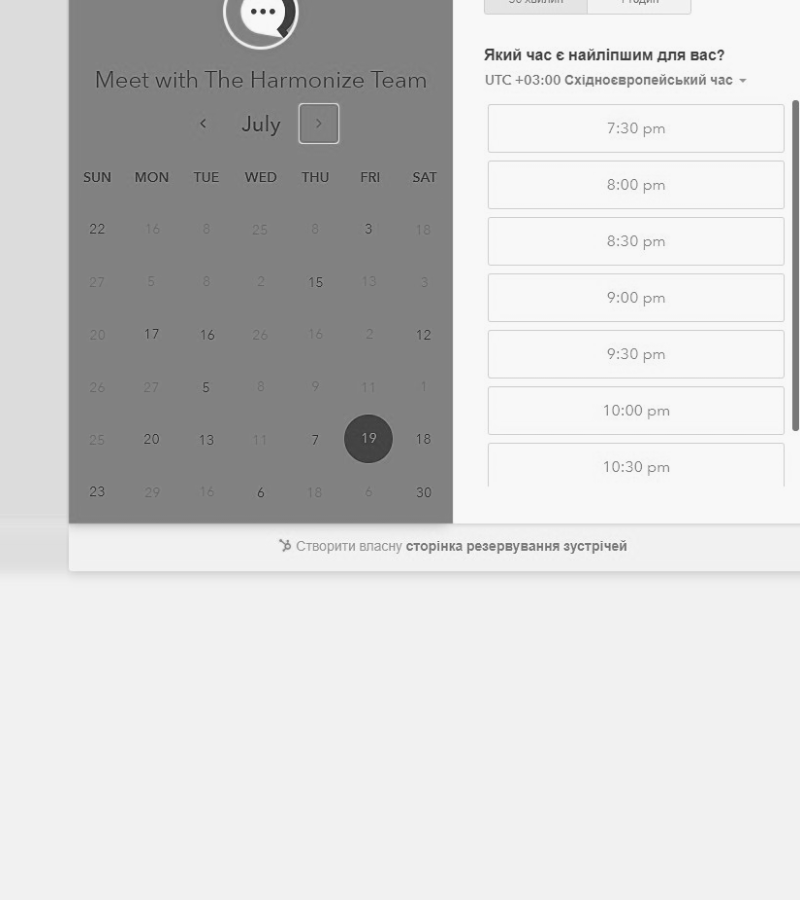 Meet with The Harmonize Team
July
SUN MON TUE WED THU FRI SAT
22 16 8 25 8 3 18
27 5 8 2 15 13 3
20 17 16 26 16 2 12
26 27 5 8 9 11 1
25 20 13 11 7 19 18
23 29 16 6 18 6 30
Який час є найліпшим для вас?
UTC +03:00 Східноєвропейський час
7:30 pm
8:00 pm
8:30 pm
9:00 pm
9:30 pm
10:00 pm
10:30 pm
Створити власну сторінка резервування зустрічей